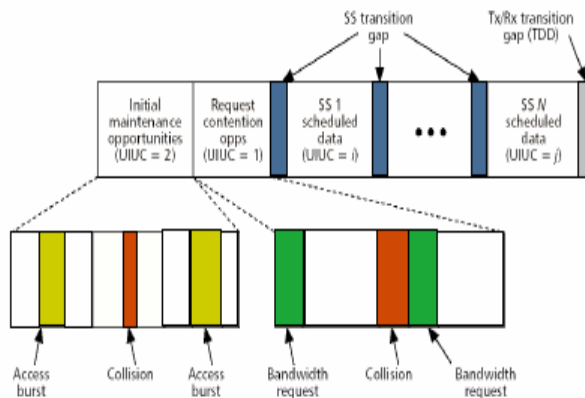 SS transition
gap
Tx/Rx transition
gap (TDD)
Initial
maintenance
opportunities
(UIUC = 2)
Request
contention
opps
(UIUC = 1)
SS 1
scheduled
data
(UIUC = i)
•••
SS N
scheduled
data
(UIUC = j)
Access
burst
Collision
Access
burst
Bandwidth
request
Collision
Bandwidth
request